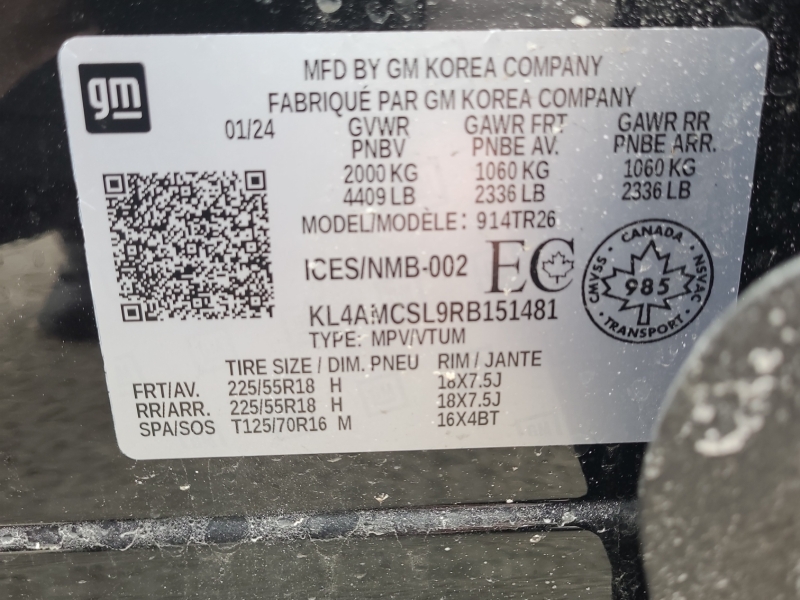 gm
MFD BY GM KOREA COMPANY
FABRIQUÉ PAR GM KOREA COMPANY
01/24 GVWR GAWR FRT GAWR RR
PNBV PNBE AV. PNBE ARR.
2000 KG 1060 KG 1060 KG
4409 LB 2336 LB 2336 LB
MODEL/MODÈLE: 914TR26
ICES/NMB-002 EC
CANADA
CMVSS 985 NSVAC
TRANSPORT
KL4AMCSL9RB151481
TYPE: MPV/VTUM
TIRE SIZE / DIM. PNEU RIM / JANTE
FRT/AV. 225/55R18 H 18X7.5J
RR/ARR. 225/55R18 H 18X7.5J
SPA/SOS T125/70R16 M 16X4BT